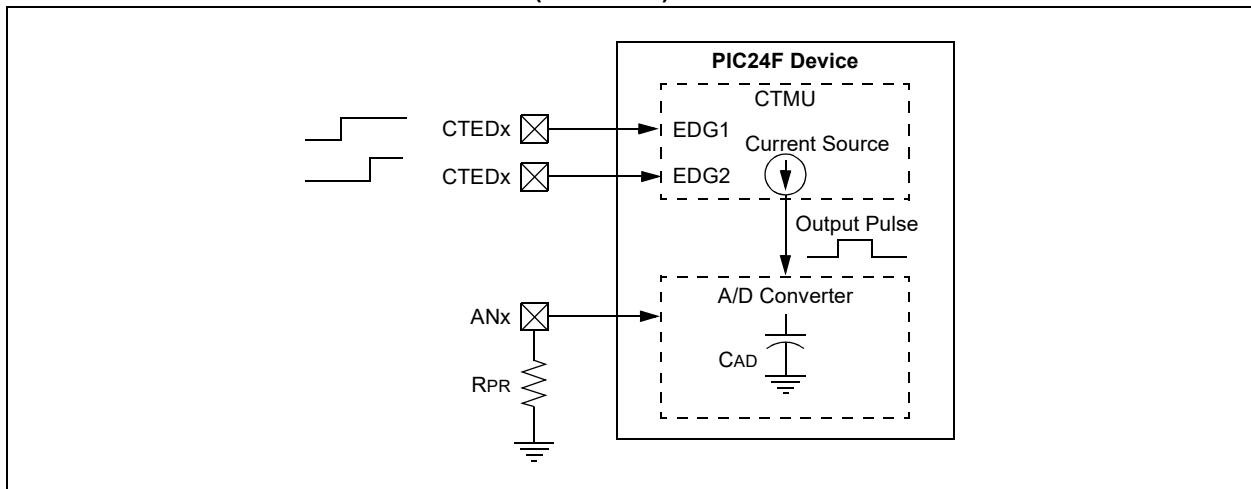 PIC24F Device
CTMU
CTEDx
EDG1
Current Source
CTEDx
EDG2
Output Pulse
A/D Converter
ANx
CAD
RPR